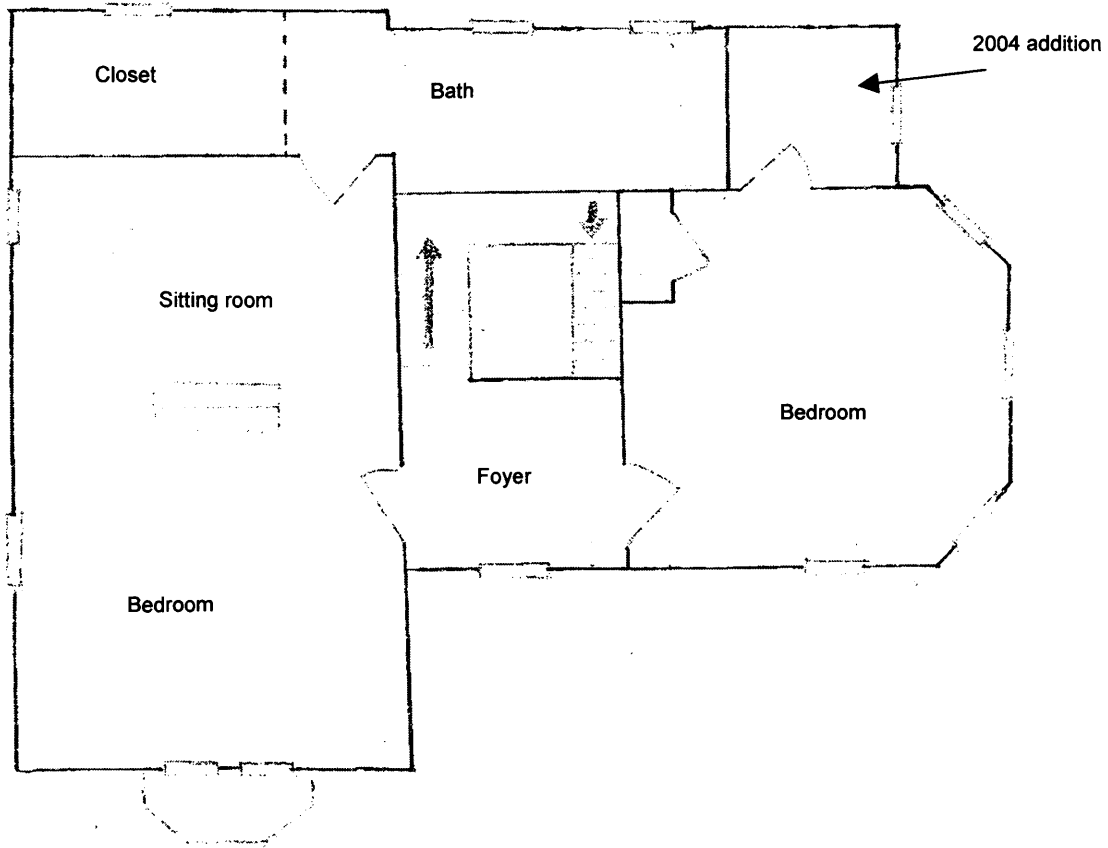 2004 addition
Closet
Bath
Sitting room
Bedroom
Foyer
Bedroom